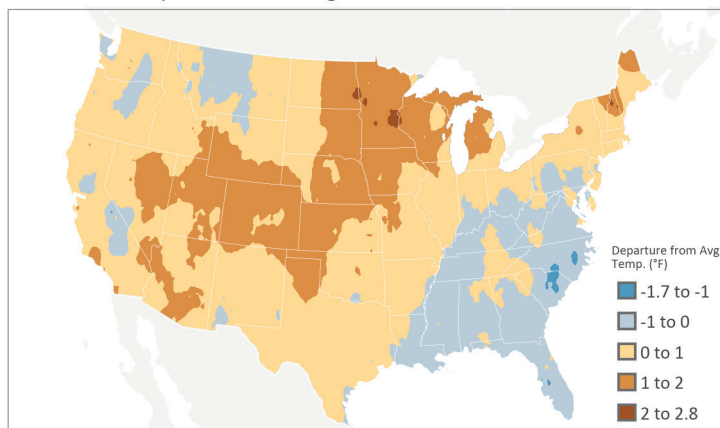 Departure from Avg
Temp. (°F)
-1.7 to -1
-1 to 0
0 to 1
1 to 2
2 to 2.8